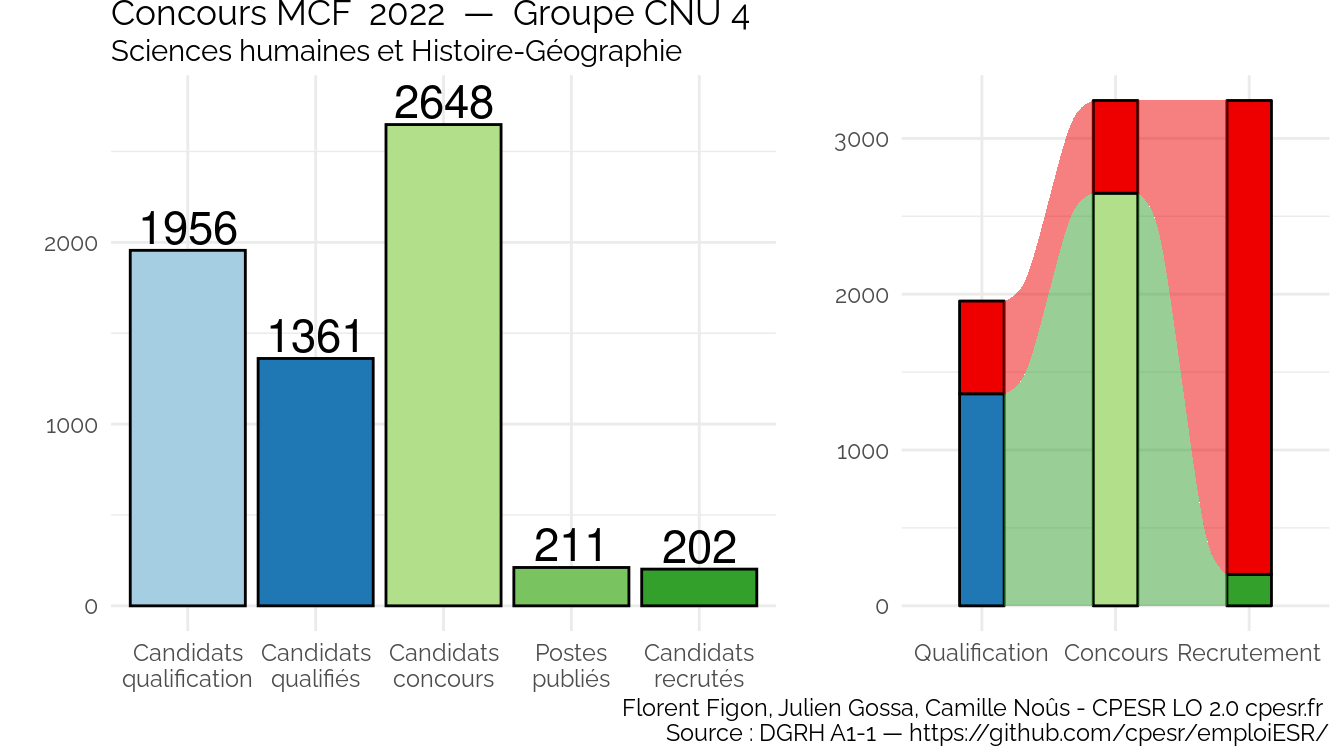 Concours MCF 2022 — Groupe CNU 4
Sciences humaines et Histoire-Géographie
2648
1956
1361
211
202
2000
1000
0
Candidats
qualification
Candidats
qualifiés
Candidats
concours
Postes
publiés
Candidats
recrutés
3000
2000
1000
0
Qualification
Concours
Recrutement
Florent Figon, Julien Gossa, Camille Noûs - CPESR LO 2.0 cpesr.fr
Source : DGRH A1-1 — https://github.com/cpesr/emploiESR/